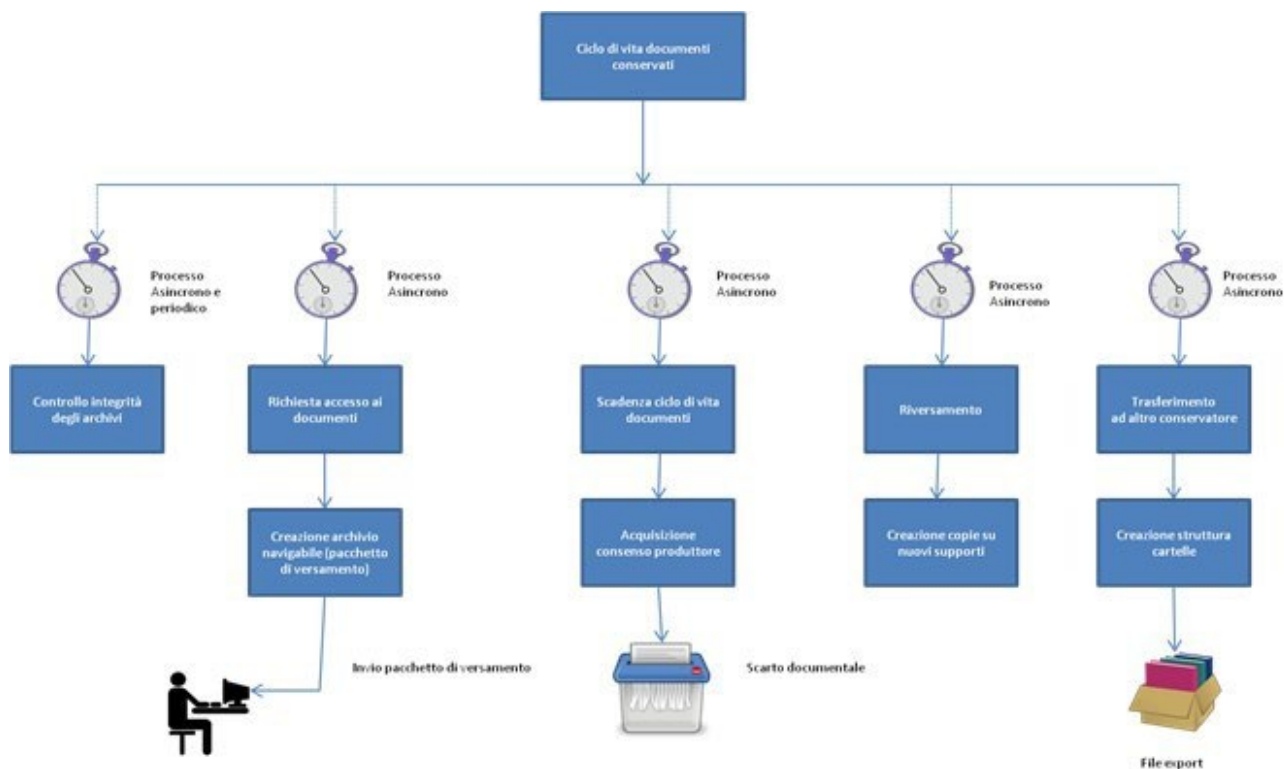 Ciclo di vita documenti
conservati
Processo
Asincrono e
periodico
Processo
Asincrono
Processo
Asincrono
Processo
Asincrono
Processo
Asincrono
Controllo integrità
degli archivi
Richiesta accesso ai
documenti
Scadenza ciclo di vita
documenti
Riversamento
Trasferimento
ad altro conservatore
Creazione archivio
navigabile (pacchetto
di versamento)
Acquisizione
consenso produttore
Creazione copie su
nuovi supporti
Creazione struttura
cartelle
Invio pacchetto di versamento
Scarto documentale
File export